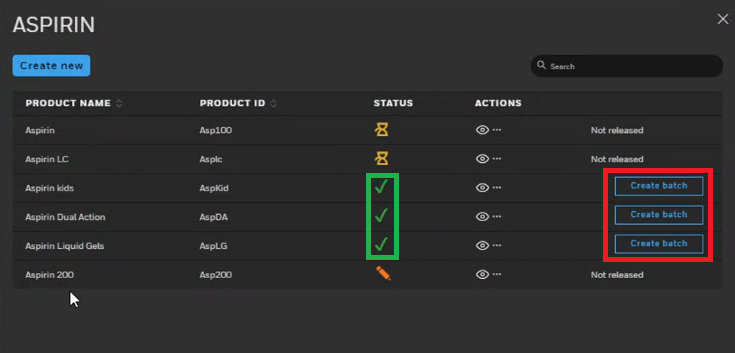 ASPIRIN
Create new
Search
PRODUCT NAME PRODUCT ID STATUS ACTIONS
Aspirin Asp100 Not released
Aspirin LC Asplc Not released
Aspirin kids AspKid Create batch
Aspirin Dual Action AspDA Create batch
Aspirin Liquid Gels AspLG Create batch
Aspirin 200 Asp200 Not released